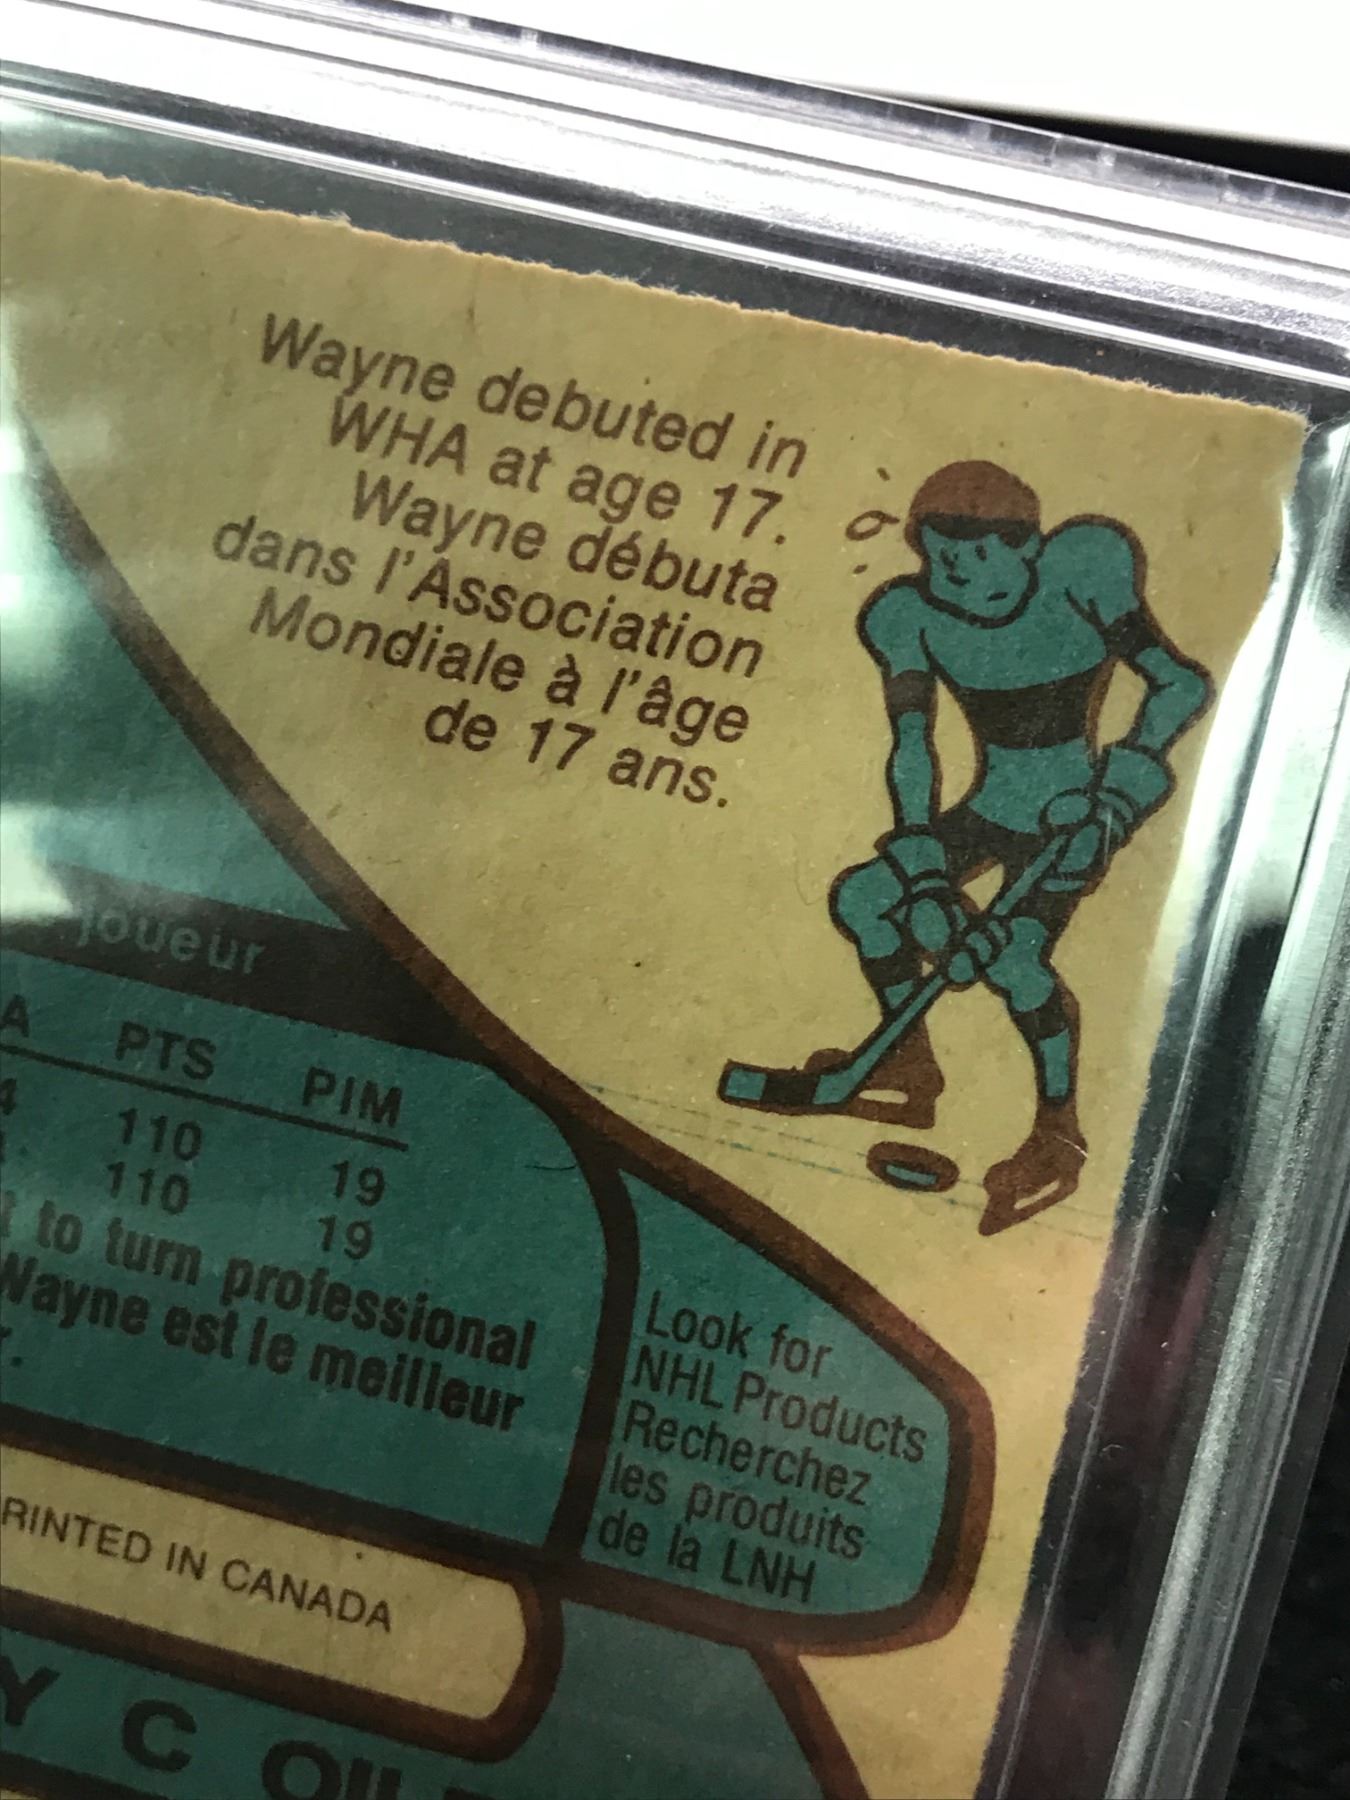 Wayne debuted in
WHA at age 17.
Wayne débuta
dans l'Association
Mondiale à l'âge
de 17 ans.
joueur
A PTS PIM
4 110 19
110 19
to turn professional
Wayne est le meilleur
Look for
NHL Products
Recherchez
les produits
de la LNH
RINTED IN CANADA
Y C OIL